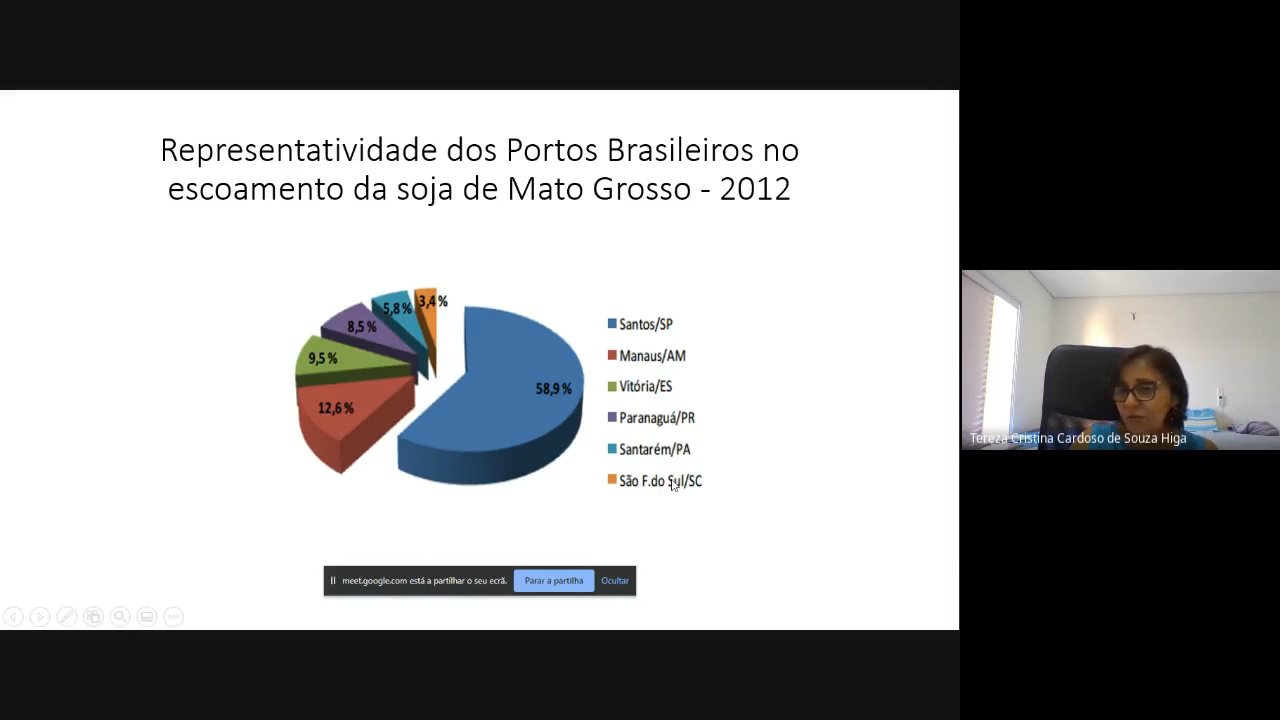 Representatividade dos Portos Brasileiros no
escoamento da soja de Mato Grosso - 2012
3,4 %
5,8 %
8,5 %
9,5 %
12,6 %
58,9 %
Santos/SP
Manaus/AM
Vitória/ES
Paranaguá/PR
Santarém/PA
São F.do Sul/SC
Tereza Cristina Cardoso de Souza Higa
meet.google.com está a partilhar o seu ecrã. Parar a partilha Ocultar